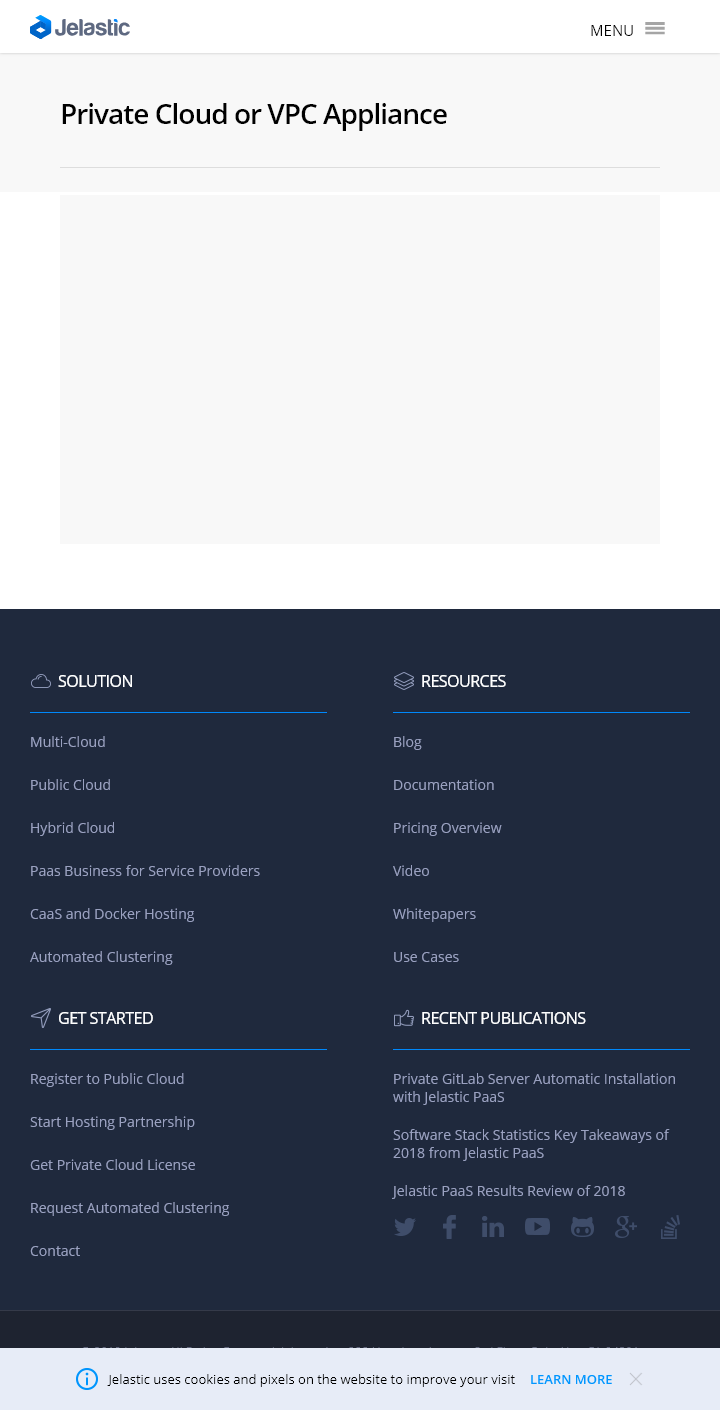 Jelastic
MENU
Private Cloud or VPC Appliance
SOLUTION
Multi-Cloud
Public Cloud
Hybrid Cloud
Paas Business for Service Providers
CaaS and Docker Hosting
Automated Clustering
RESOURCES
Blog
Documentation
Pricing Overview
Video
Whitepapers
Use Cases
GET STARTED
Register to Public Cloud
Start Hosting Partnership
Get Private Cloud License
Request Automated Clustering
Contact
RECENT PUBLICATIONS
Private GitLab Server Automatic Installation
with Jelastic PaaS
Software Stack Statistics Key Takeaways of
2018 from Jelastic PaaS
Jelastic PaaS Results Review of 2018
Jelastic uses cookies and pixels on the website to improve your visit LEARN MORE